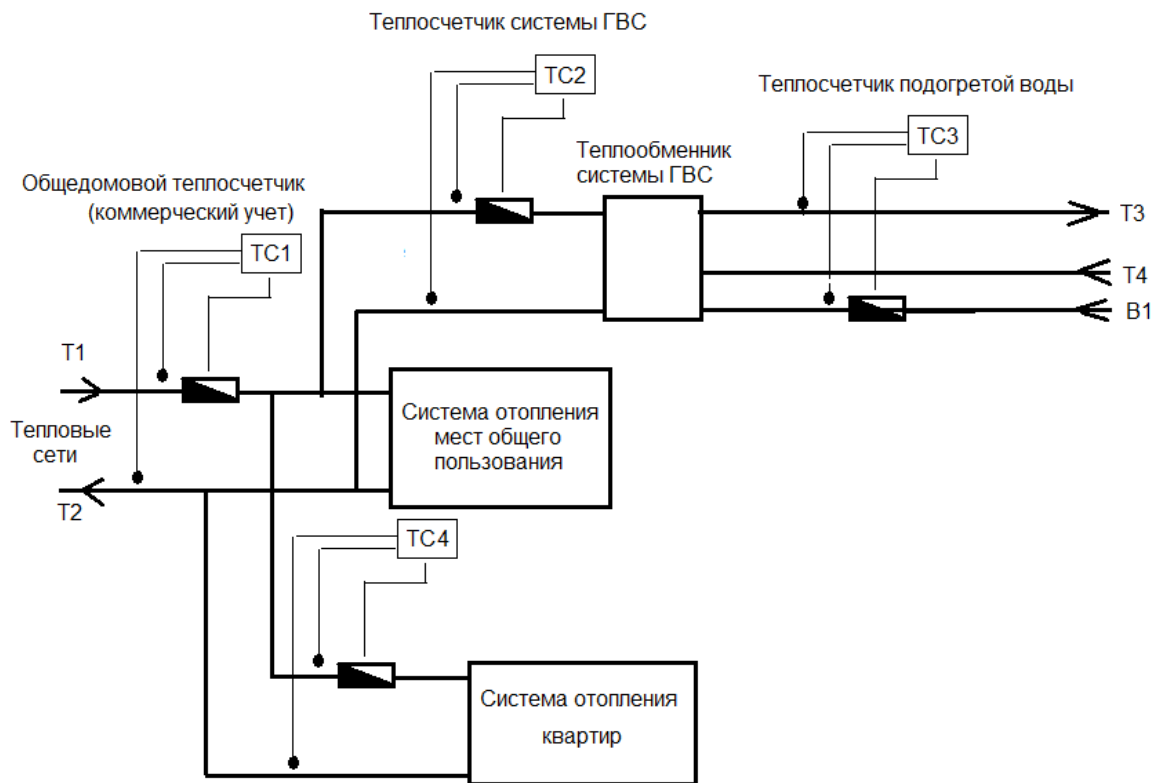 Теплосчетчик системы ГВС
ТС2
Теплосчетчик подогретой воды
ТС3
Теплообменник
системы ГВС
Общедомовой теплосчетчик
(коммерческий учет)
ТС1
Т3
Т4
В1
Т1
Тепловые
сети
Т2
Система отопления
мест общего
пользования
ТС4
Система отопления
квартир